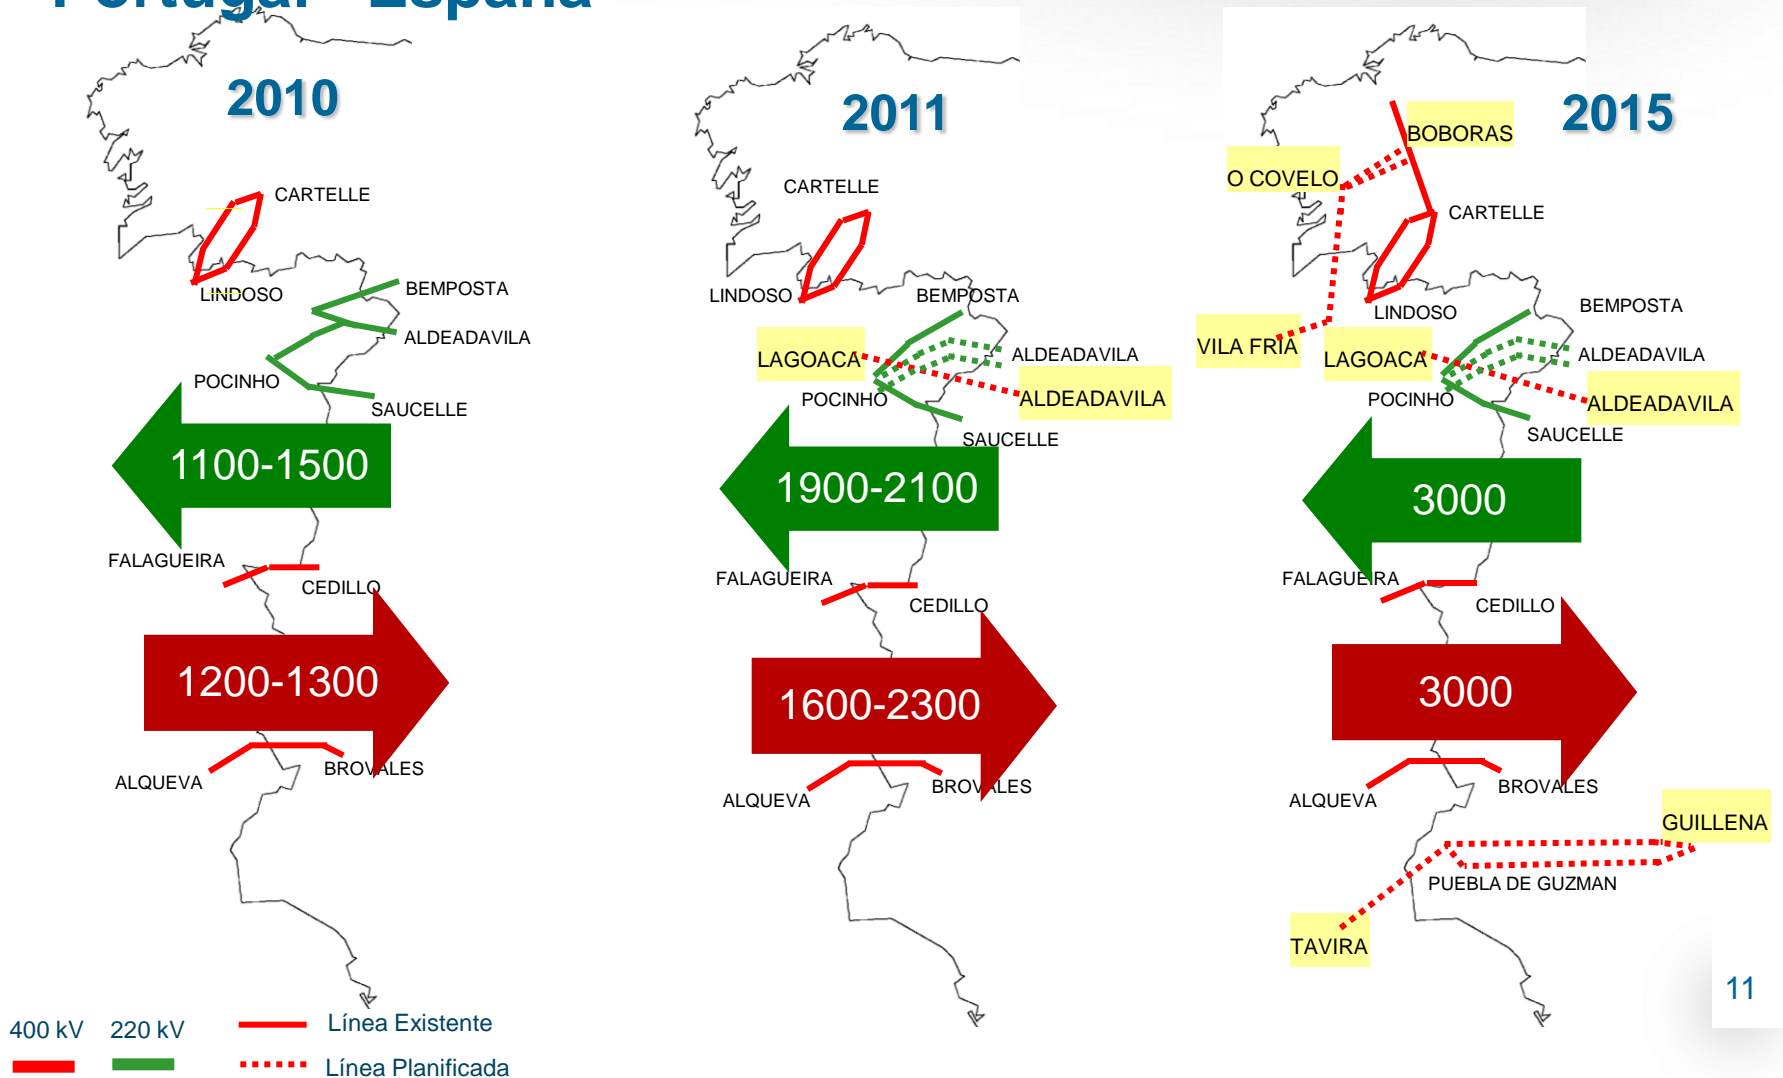 Portugal - España
2010
CARTELLE
LINDOSO
BEMPOSTA
ALDEADAVILA
POCINHO
SAUCELLE
1100-1500
FALAGUEIRA
CEDILLO
1200-1300
ALQUEVA
BROVALES
2011
CARTELLE
LINDOSO
BEMPOSTA
LAGOACA
ALDEADAVILA
POCINHO
ALDEADAVILA
SAUCELLE
1900-2100
FALAGUEIRA
CEDILLO
1600-2300
ALQUEVA
BROVALES
2015
BOBORAS
O COVELO
CARTELLE
LINDOSO
BEMPOSTA
VILA FRIA
LAGOACA
ALDEADAVILA
POCINHO
ALDEADAVILA
SAUCELLE
3000
FALAGUEIRA
CEDILLO
3000
ALQUEVA
BROVALES
GUILLENA
PUEBLA DE GUZMAN
TAVIRA
11
400 kV
220 kV
Línea Existente
Línea Planificada